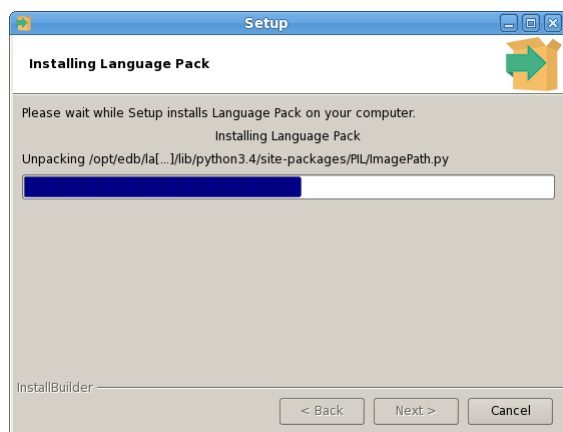 Setup
Installing Language Pack
Please wait while Setup installs Language Pack on your computer.
Installing Language Pack
Unpacking /opt/edb/la[...]/lib/python3.4/site-packages/PIL/ImagePath.py
InstallBuilder
< Back
Next >
Cancel